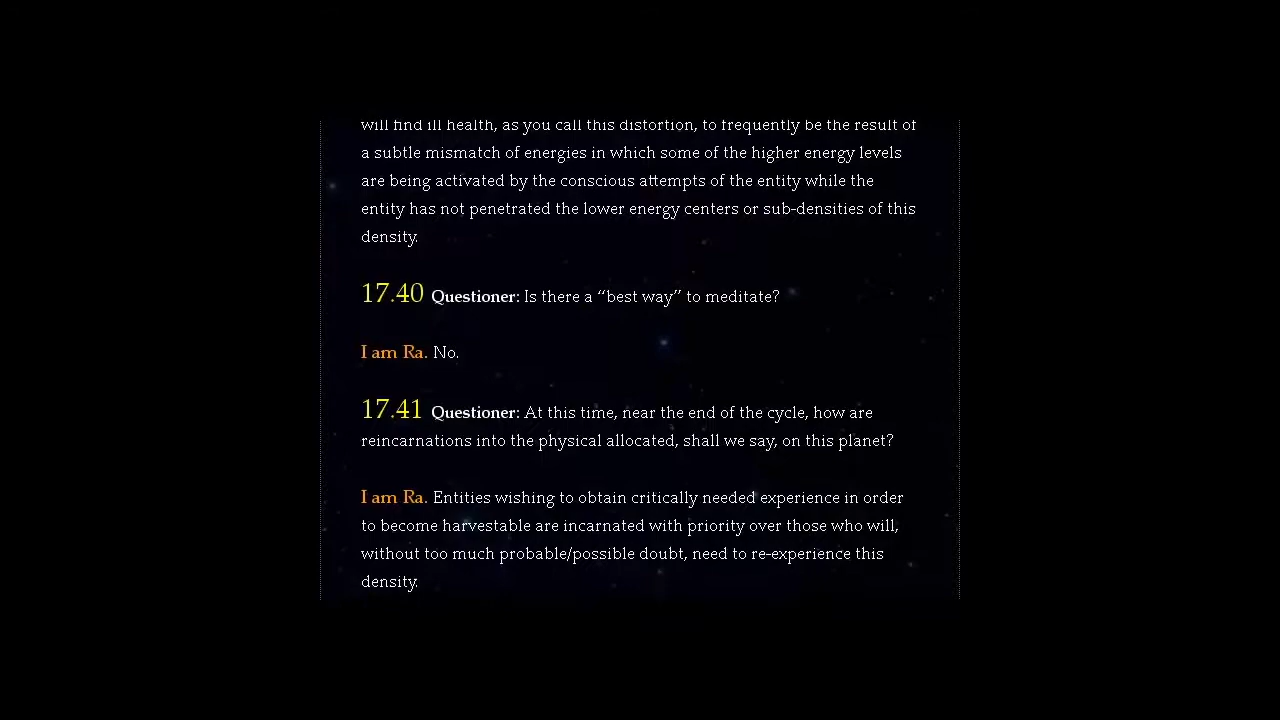 will find ill health, as you call this distortion, to frequently be the result of
a subtle mismatch of energies in which some of the higher energy levels
are being activated by the conscious attempts of the entity while the
entity has not penetrated the lower energy centers or sub-densities of this
density.
17.40 Questioner: Is there a “best way” to meditate?
I am Ra. No.
17.41 Questioner: At this time, near the end of the cycle, how are
reincarnations into the physical allocated, shall we say, on this planet?
I am Ra. Entities wishing to obtain critically needed experience in order
to become harvestable are incarnated with priority over those who will,
without too much probable/possible doubt, need to re-experience this
density.